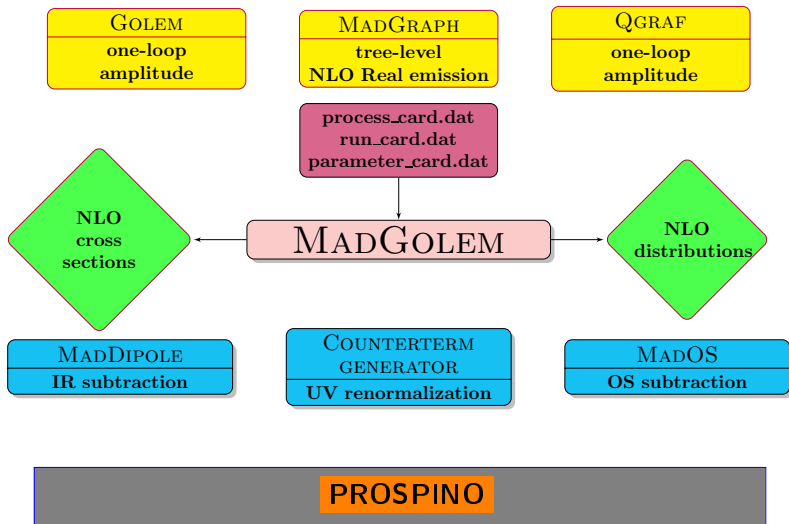 GOLEM
one-loop
amplitude
MADGRAPH
tree-level
NLO Real emission
QGRAF
one-loop
amplitude
process_card.dat
run_card.dat
parameter_card.dat
NLO
cross
sections
MADGOLEM
NLO
distributions
MADDIPOLE
IR subtraction
COUNTERTERM
GENERATOR
UV renormalization
MADOS
OS subtraction
PROSPINO